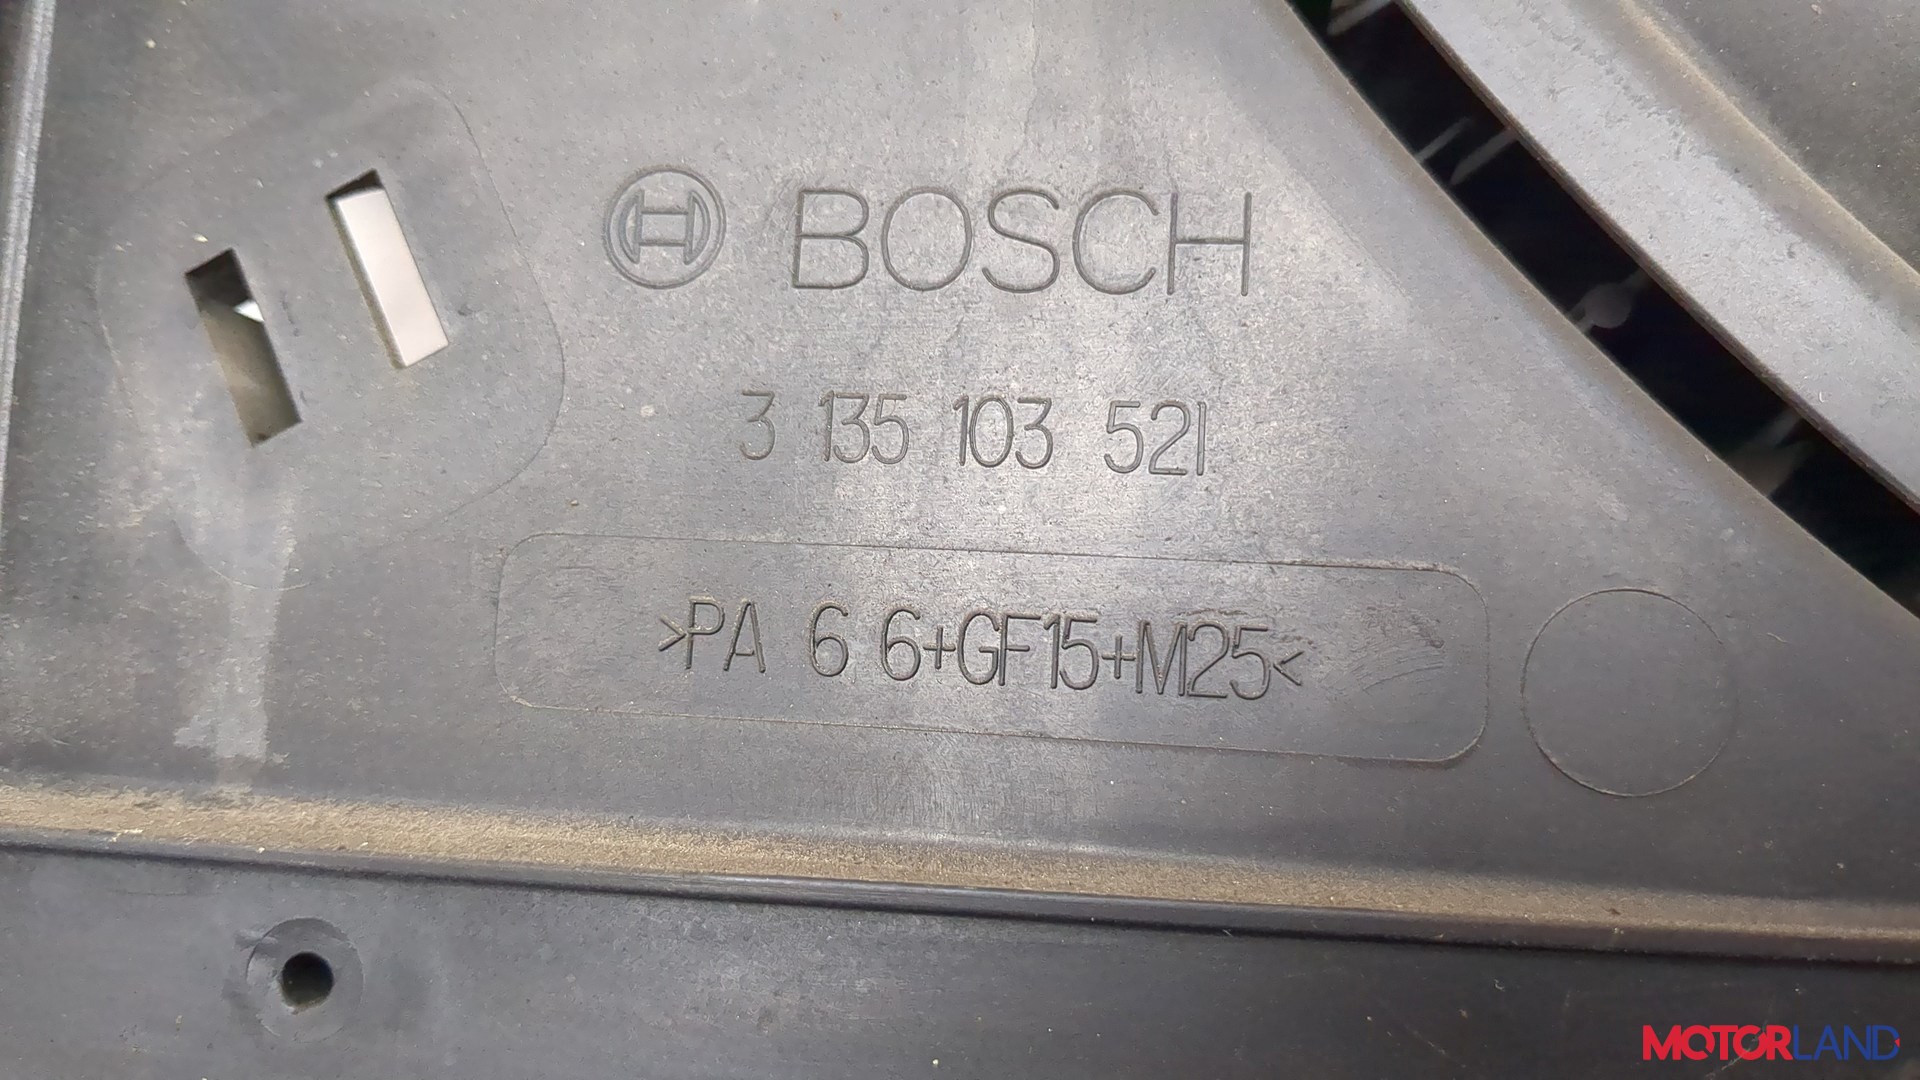 BOSCH
3 135 103 521
>PA 6 6+GF15+M25<
MOTORLAND